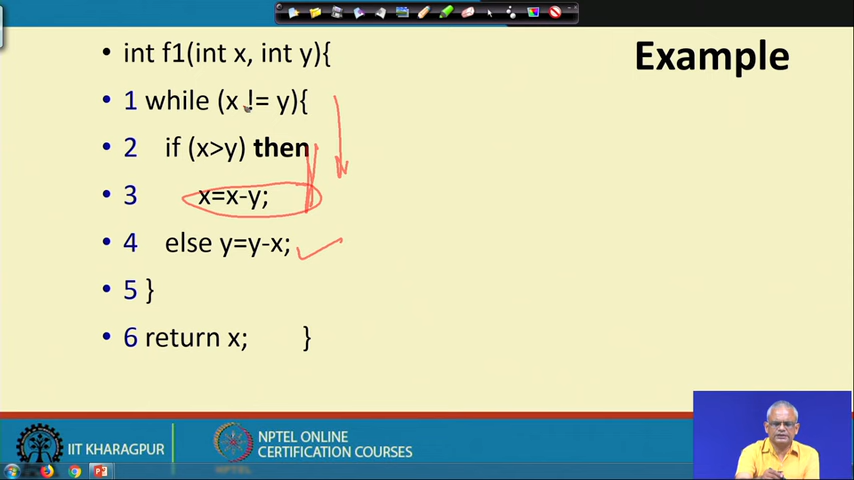 Example
• int f1(int x, int y){
• 1 while (x != y){
• 2 if (x>y) then
• 3 x=x-y;
• 4 else y=y-x;
• 5 }
• 6 return x; }
IIT KHARAGPUR
NPTEL ONLINE
CERTIFICATION COURSES
NPTEL